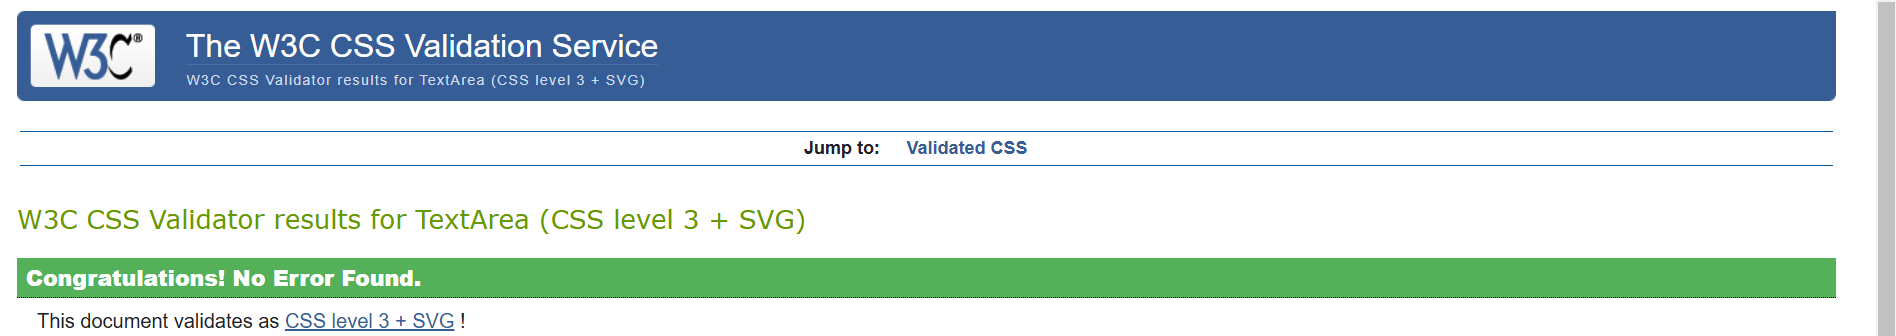 W3C®
The W3C CSS Validation Service
W3C CSS Validator results for TextArea (CSS level 3 + SVG)
Jump to: Validated CSS
W3C CSS Validator results for TextArea (CSS level 3 + SVG)
Congratulations! No Error Found.
This document validates as CSS level 3 + SVG !